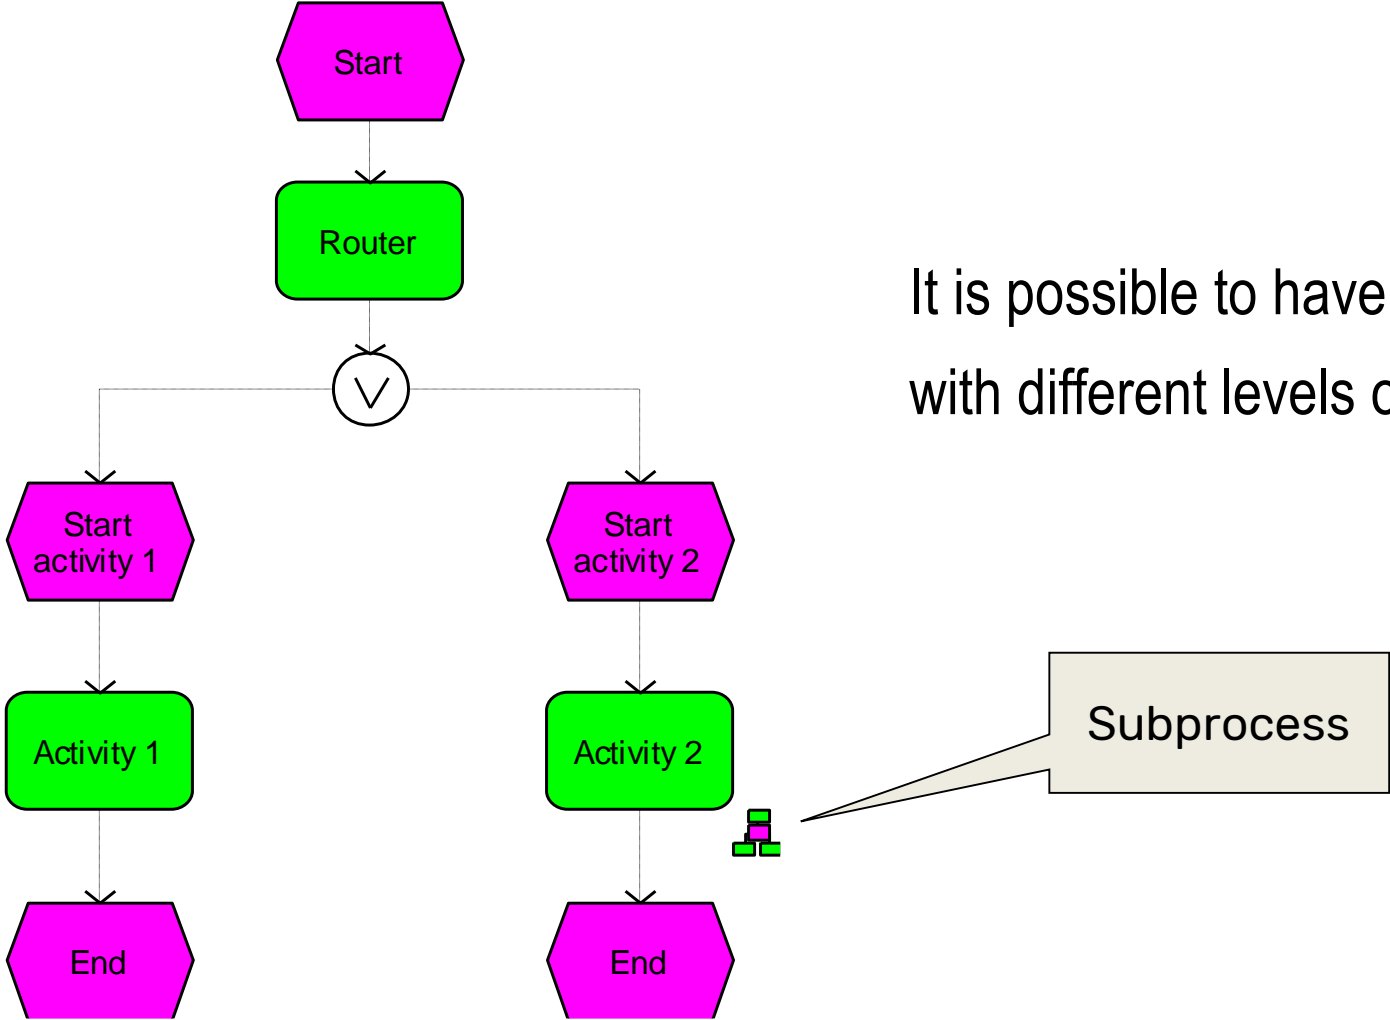 Start
Router
It is possible to have
with different levels
Start
activity 1
Start
activity 2
Subprocess
Activity 1
Activity 2
End
End